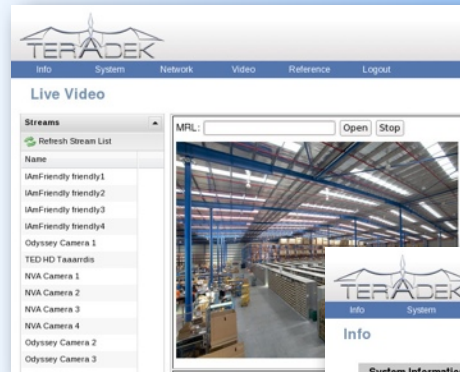 TERADEK
Info System Network Video Reference Logout
Live Video
Streams
MRL: Open Stop
Refresh Stream List
Name
IAmFriendly friendly1
IAmFriendly friendly2
IAmFriendly friendly3
IAmFriendly friendly4
Odyssey Camera 1
TED HD Taaarrdis
NVA Camera 1
NVA Camera 2
NVA Camera 3
NVA Camera 4
Odyssey Camera 2
Odyssey Camera 3
TERADEK
Info System
Info
System Information